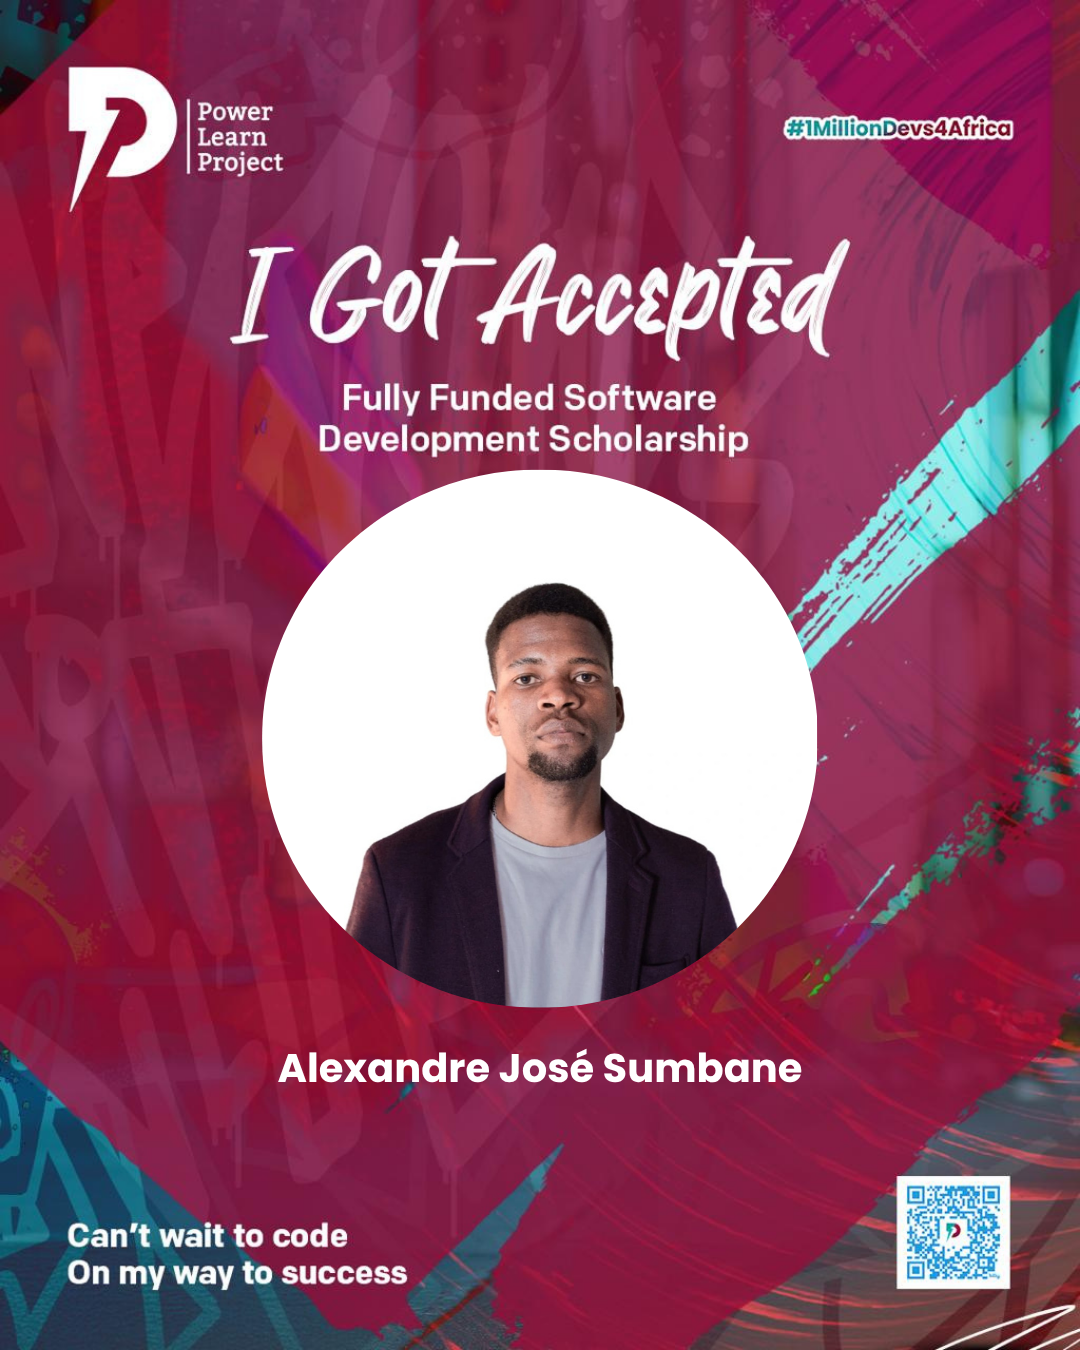 Power
Learn
Project
#1MillionDevs4Africa
I Got Accepted
Fully Funded Software
Development Scholarship
Alexandre José Sumbane
Can't wait to code
On my way to success